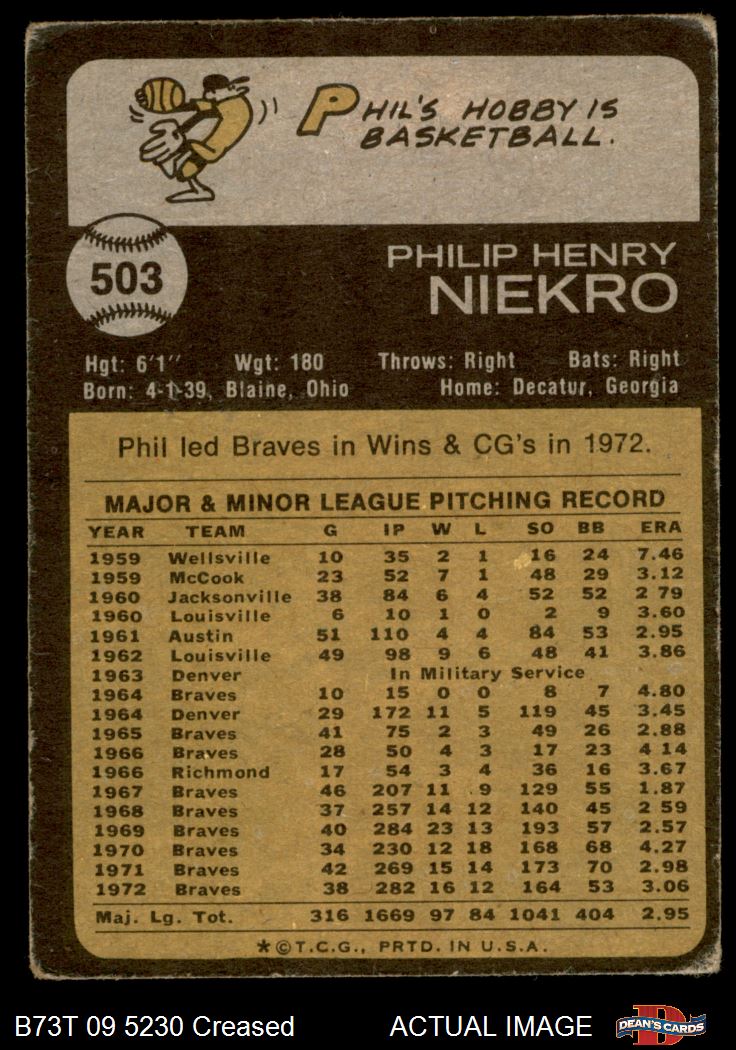 PHIL'S HOBBY IS
BASKETBALL.
503
PHILIP HENRY
NIEKRO
Hgt: 6'1'' Wgt: 180 Throws: Right Bats: Right
Born: 4-1-39, Blaine, Ohio Home: Decatur, Georgia
Phil led Braves in Wins & CG's in 1972.
MAJOR & MINOR LEAGUE PITCHING RECORD
YEAR TEAM G IP W L SO BB ERA
1959 Wellsville 10 35 2 1 16 24 7.46
1959 McCook 23 52 7 1 48 29 3.12
1960 Jacksonville 38 84 6 4 52 52 2 79
1960 Louisville 6 10 1 0 2 9 3.60
1961 Austin 51 110 4 4 84 53 2.95
1962 Louisville 49 98 9 6 48 41 3.86
1963 Denver In Military Service
1964 Braves 10 15 0 0 8 7 4.80
1964 Denver 29 172 11 5 119 45 3.45
1965 Braves 41 75 2 3 49 26 2.88
1966 Braves 28 50 4 3 17 23 4 14
1966 Richmond 17 54 3 4 36 16 3.67
1967 Braves 46 207 11 9 129 55 1.87
1968 Braves 37 257 14 12 140 45 2 59
1969 Braves 40 284 23 13 193 57 2.57
1970 Braves 34 230 12 18 168 68 4.27
1971 Braves 42 269 15 14 173 70 2.98
1972 Braves 38 282 16 12 164 53 3.06
Maj. Lg. Tot. 316 1669 97 84 1041 404 2.95
*©T.C.G., PRTD. IN U.S.A.
B73T 09 5230 Creased ACTUAL IMAGE D DEAN'S CARDS